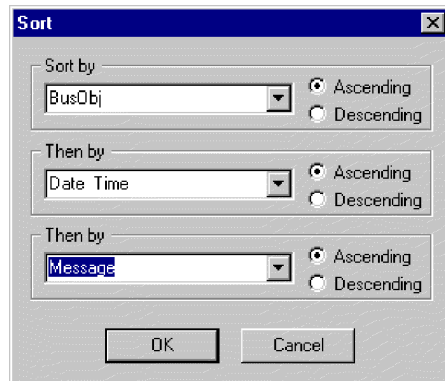 Sort
Sort by
BusObj
Ascending
Descending
Then by
Date Time
Ascending
Descending
Then by
Message
Ascending
Descending
OK
Cancel